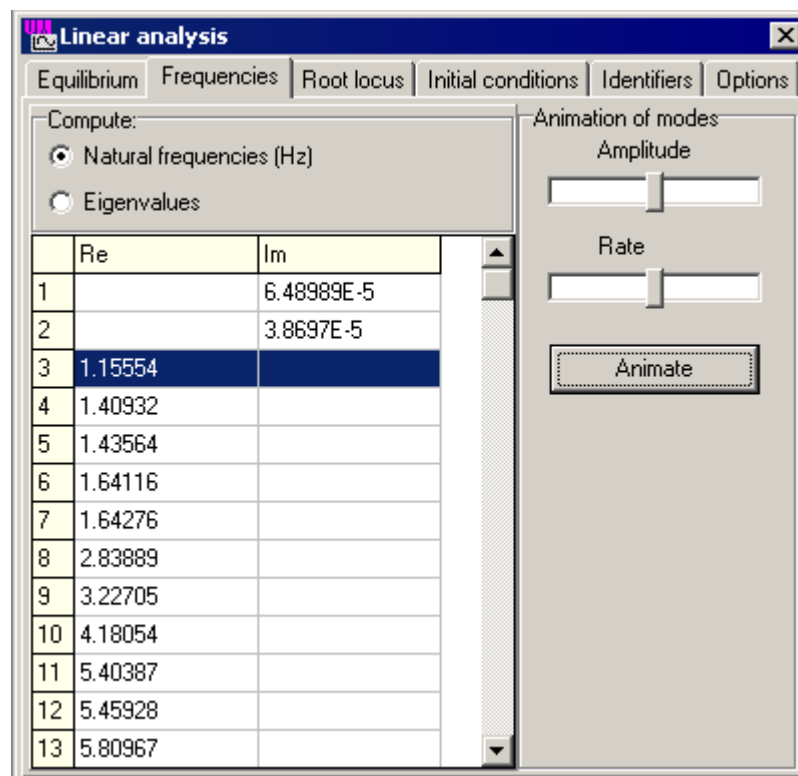 Linear analysis
Equilibrium Frequencies Root locus Initial conditions Identifiers Options
Compute:
Natural frequencies (Hz)
Eigenvalues
Re Im
1 6.48989E-5
2 3.8697E-5
3 1.15554
4 1.40932
5 1.43564
6 1.64116
7 1.64276
8 2.83889
9 3.22705
10 4.18054
11 5.40387
12 5.45928
13 5.80967
Animation of modes
Amplitude
Rate
Animate